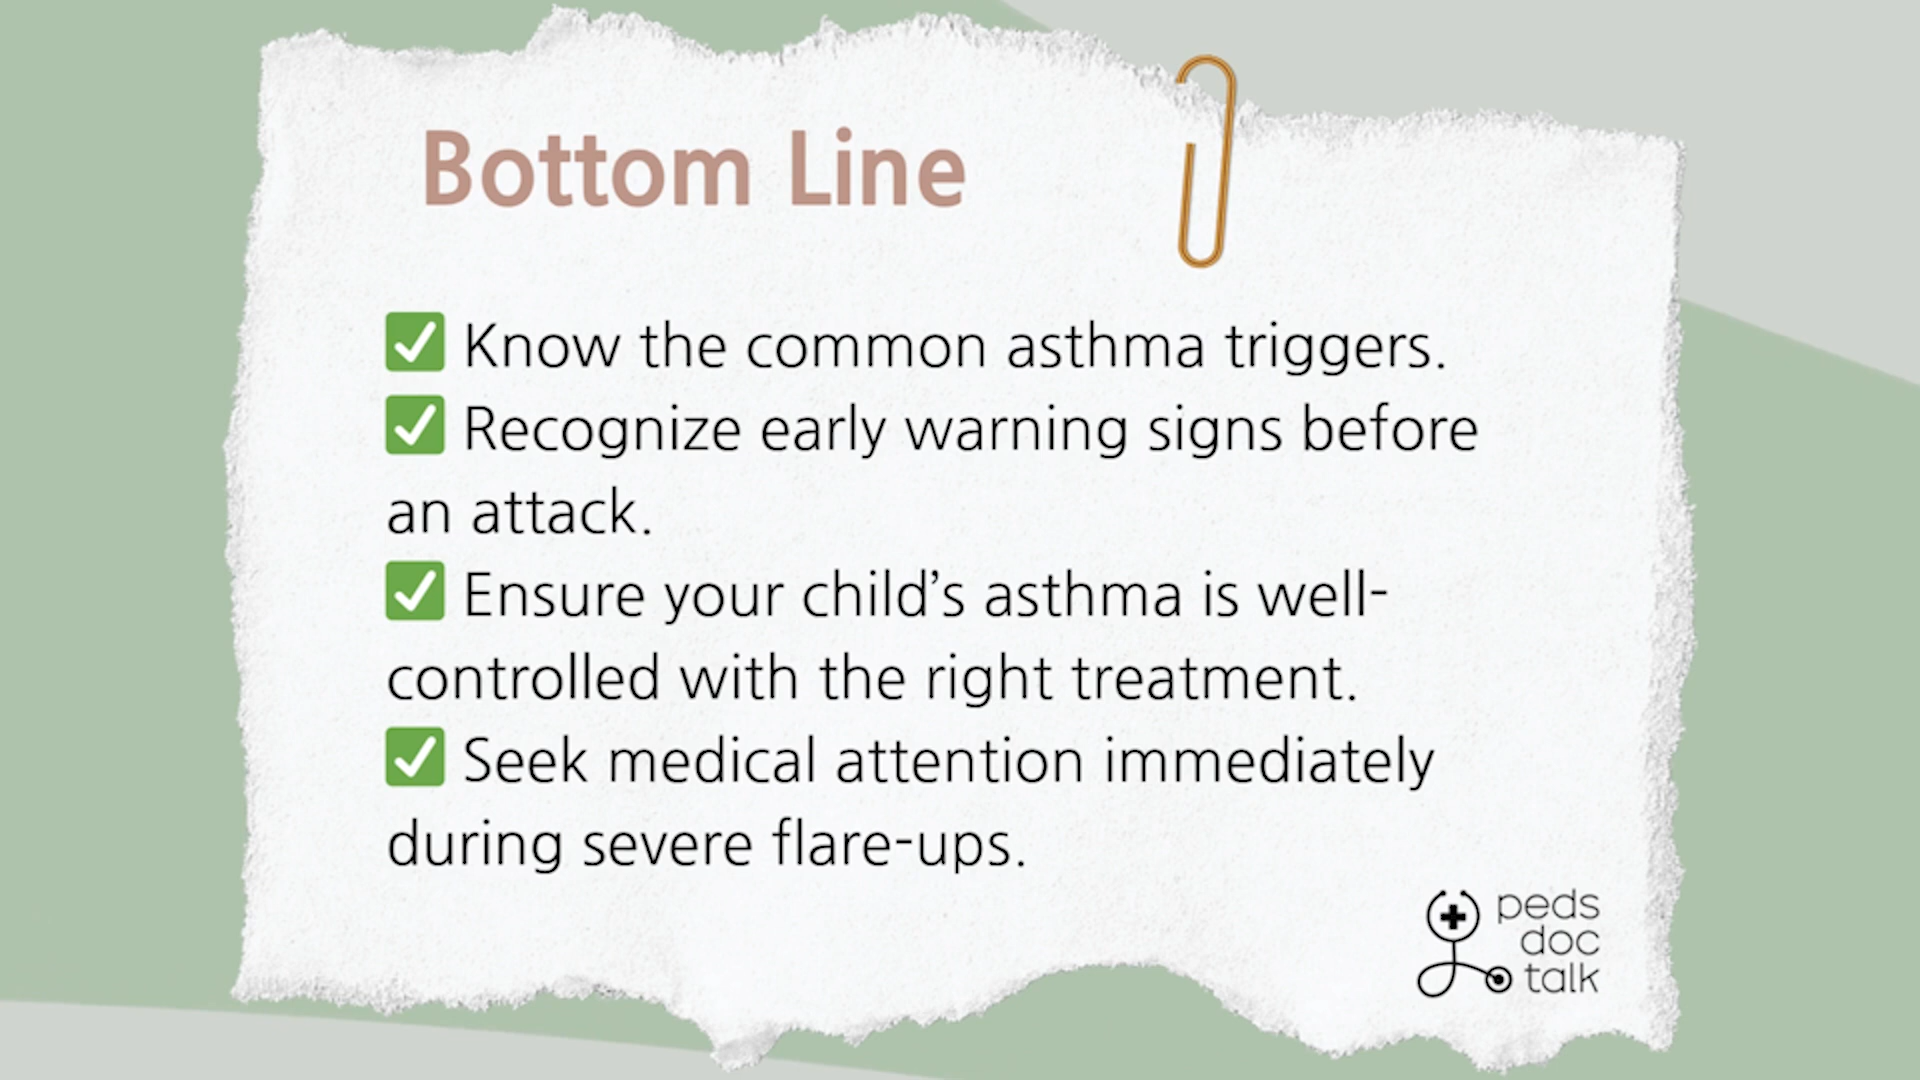 Bottom Line
✅ Know the common asthma triggers.
✅ Recognize early warning signs before
an attack.
✅ Ensure your child’s asthma is well-
controlled with the right treatment.
✅ Seek medical attention immediately
during severe flare-ups.
peds
doc
talk